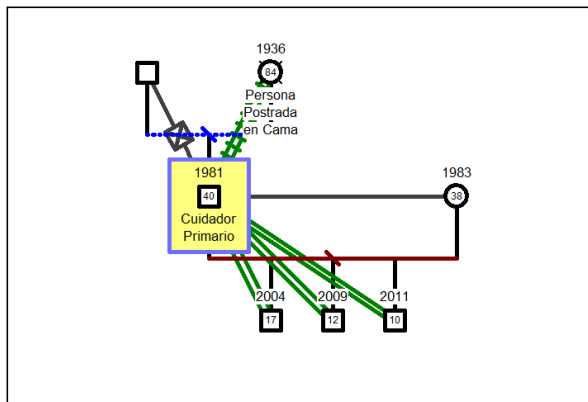 1936
84
Persona
Postrada
en Cama
1981
40
Cuidador
Primario
1983
38
2004
2009
2011
17
12
10